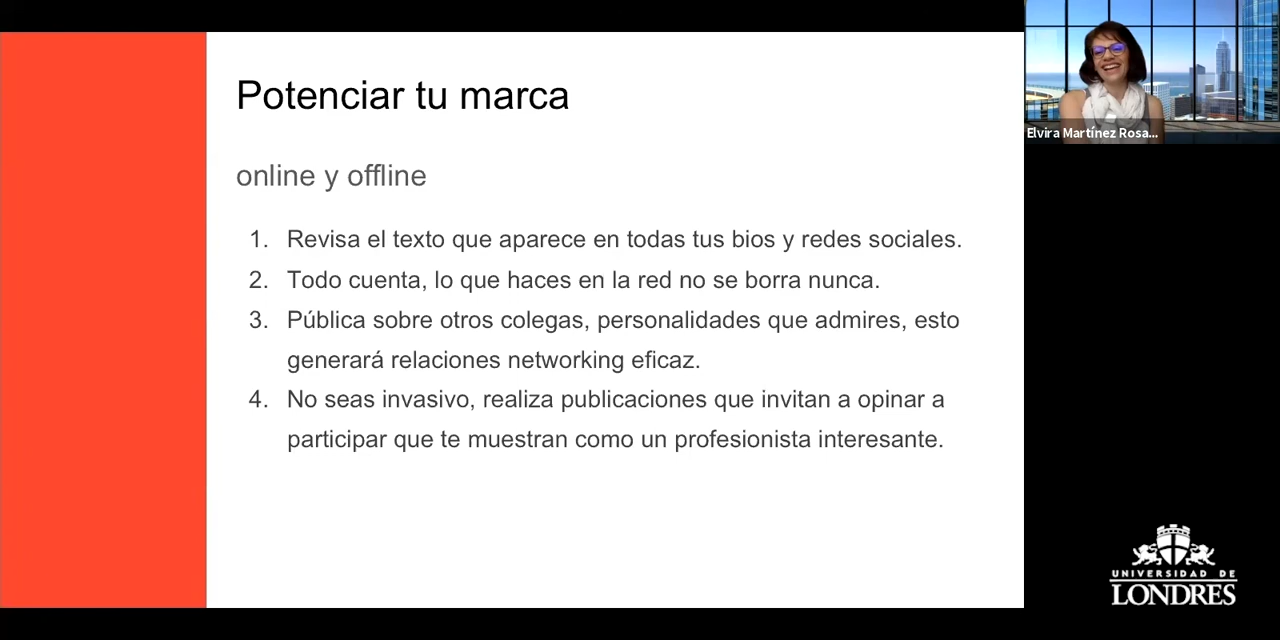 Potenciar tu marca
online y offline
1. Revisa el texto que aparece en todas tus bios y redes sociales.
2. Todo cuenta, lo que haces en la red no se borra nunca.
3. Pública sobre otros colegas, personalidades que admires, esto
generará relaciones networking eficaz.
4. No seas invasivo, realiza publicaciones que invitan a opinar a
participar que te muestran como un profesionista interesante.
Elvira Martínez Rosa...
UNIVERSIDAD DE
LONDRES